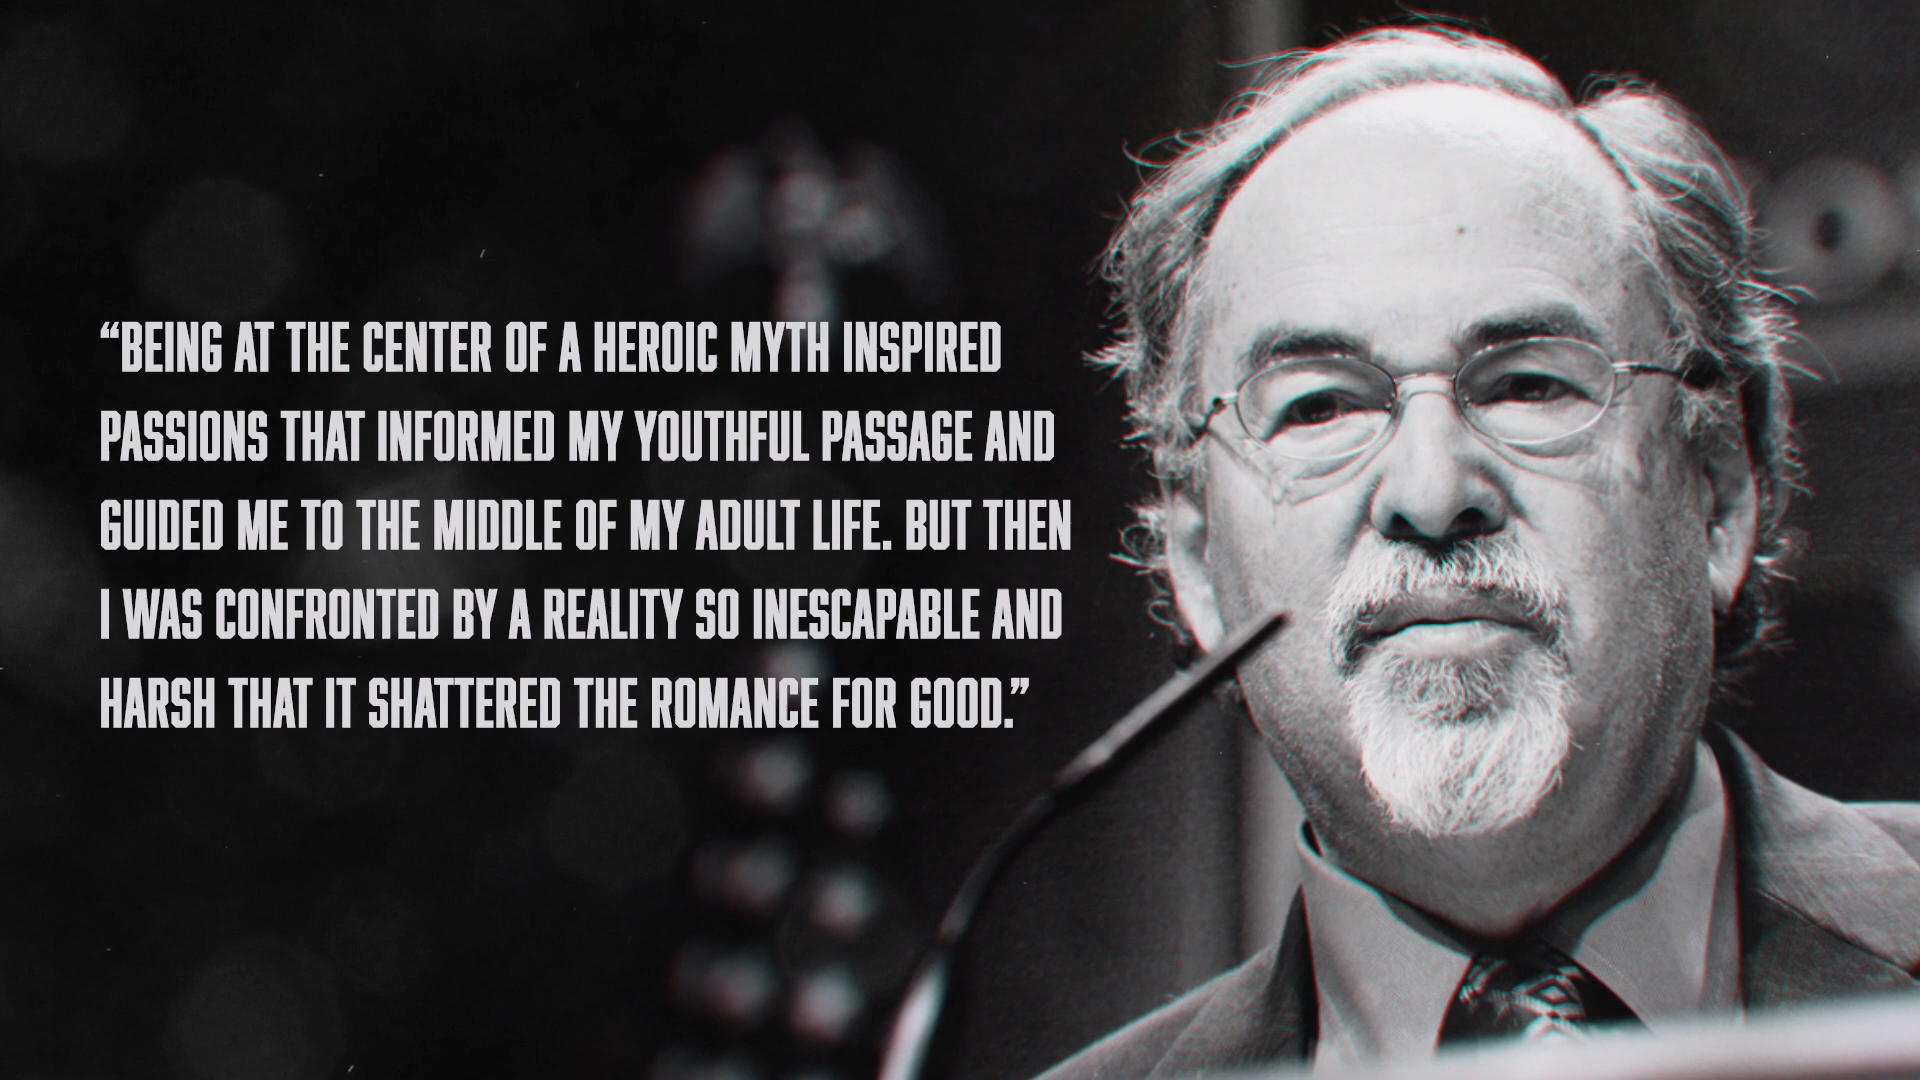 “BEING AT THE CENTER OF A HEROIC MYTH INSPIRED
PASSIONS THAT INFORMED MY YOUTHFUL PASSAGE AND
GUIDED ME TO THE MIDDLE OF MY ADULT LIFE. BUT THEN
I WAS CONFRONTED BY A REALITY SO INESCAPABLE AND
HARSH THAT IT SHATTERED THE ROMANCE FOR GOOD.”